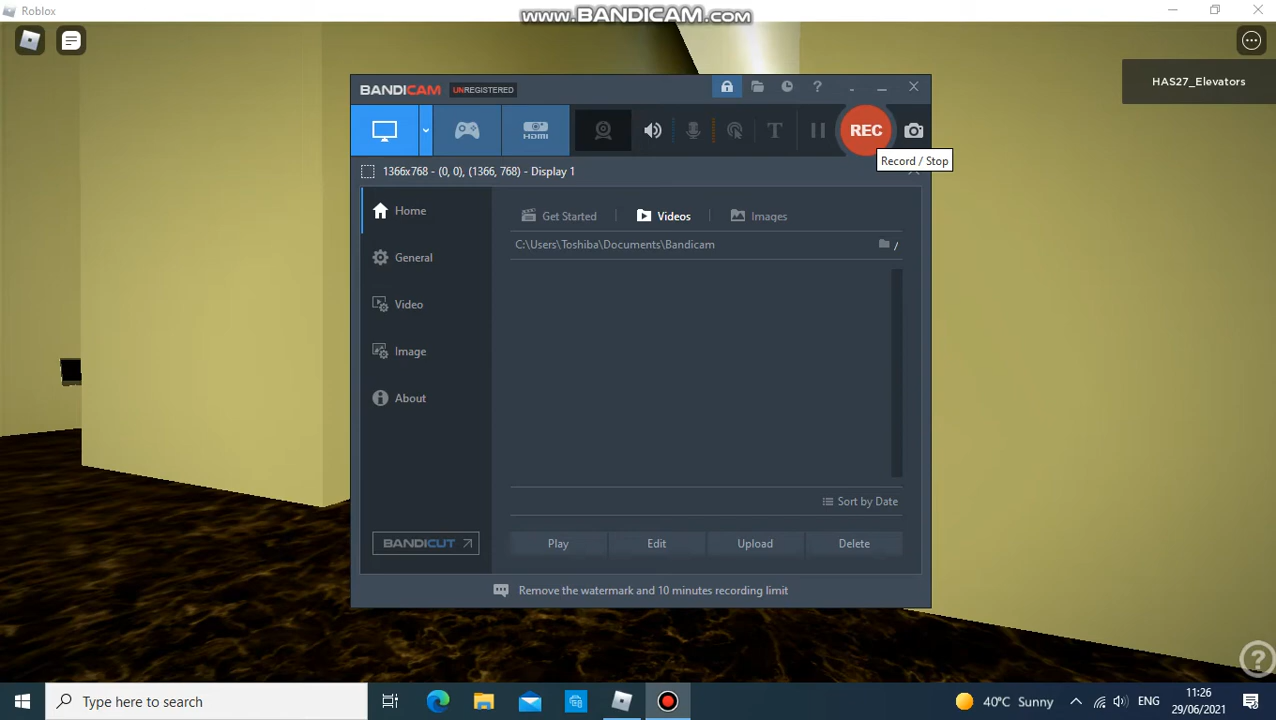 Roblox
www.BANDICAM.com
HAS27_Elevators
BANDICAM UNREGISTERED
HDMI
T
REC
Record / Stop
1366x768 - (0, 0), (1366, 768) - Display 1
Home
General
Video
Image
About
Get Started
Videos
Images
C:\Users\Toshiba\Documents\Bandicam
/
Sort by Date
BANDICUT
Play
Edit
Upload
Delete
Remove the watermark and 10 minutes recording limit
Type here to search
40°C Sunny
ENG
11:26
29/06/2021